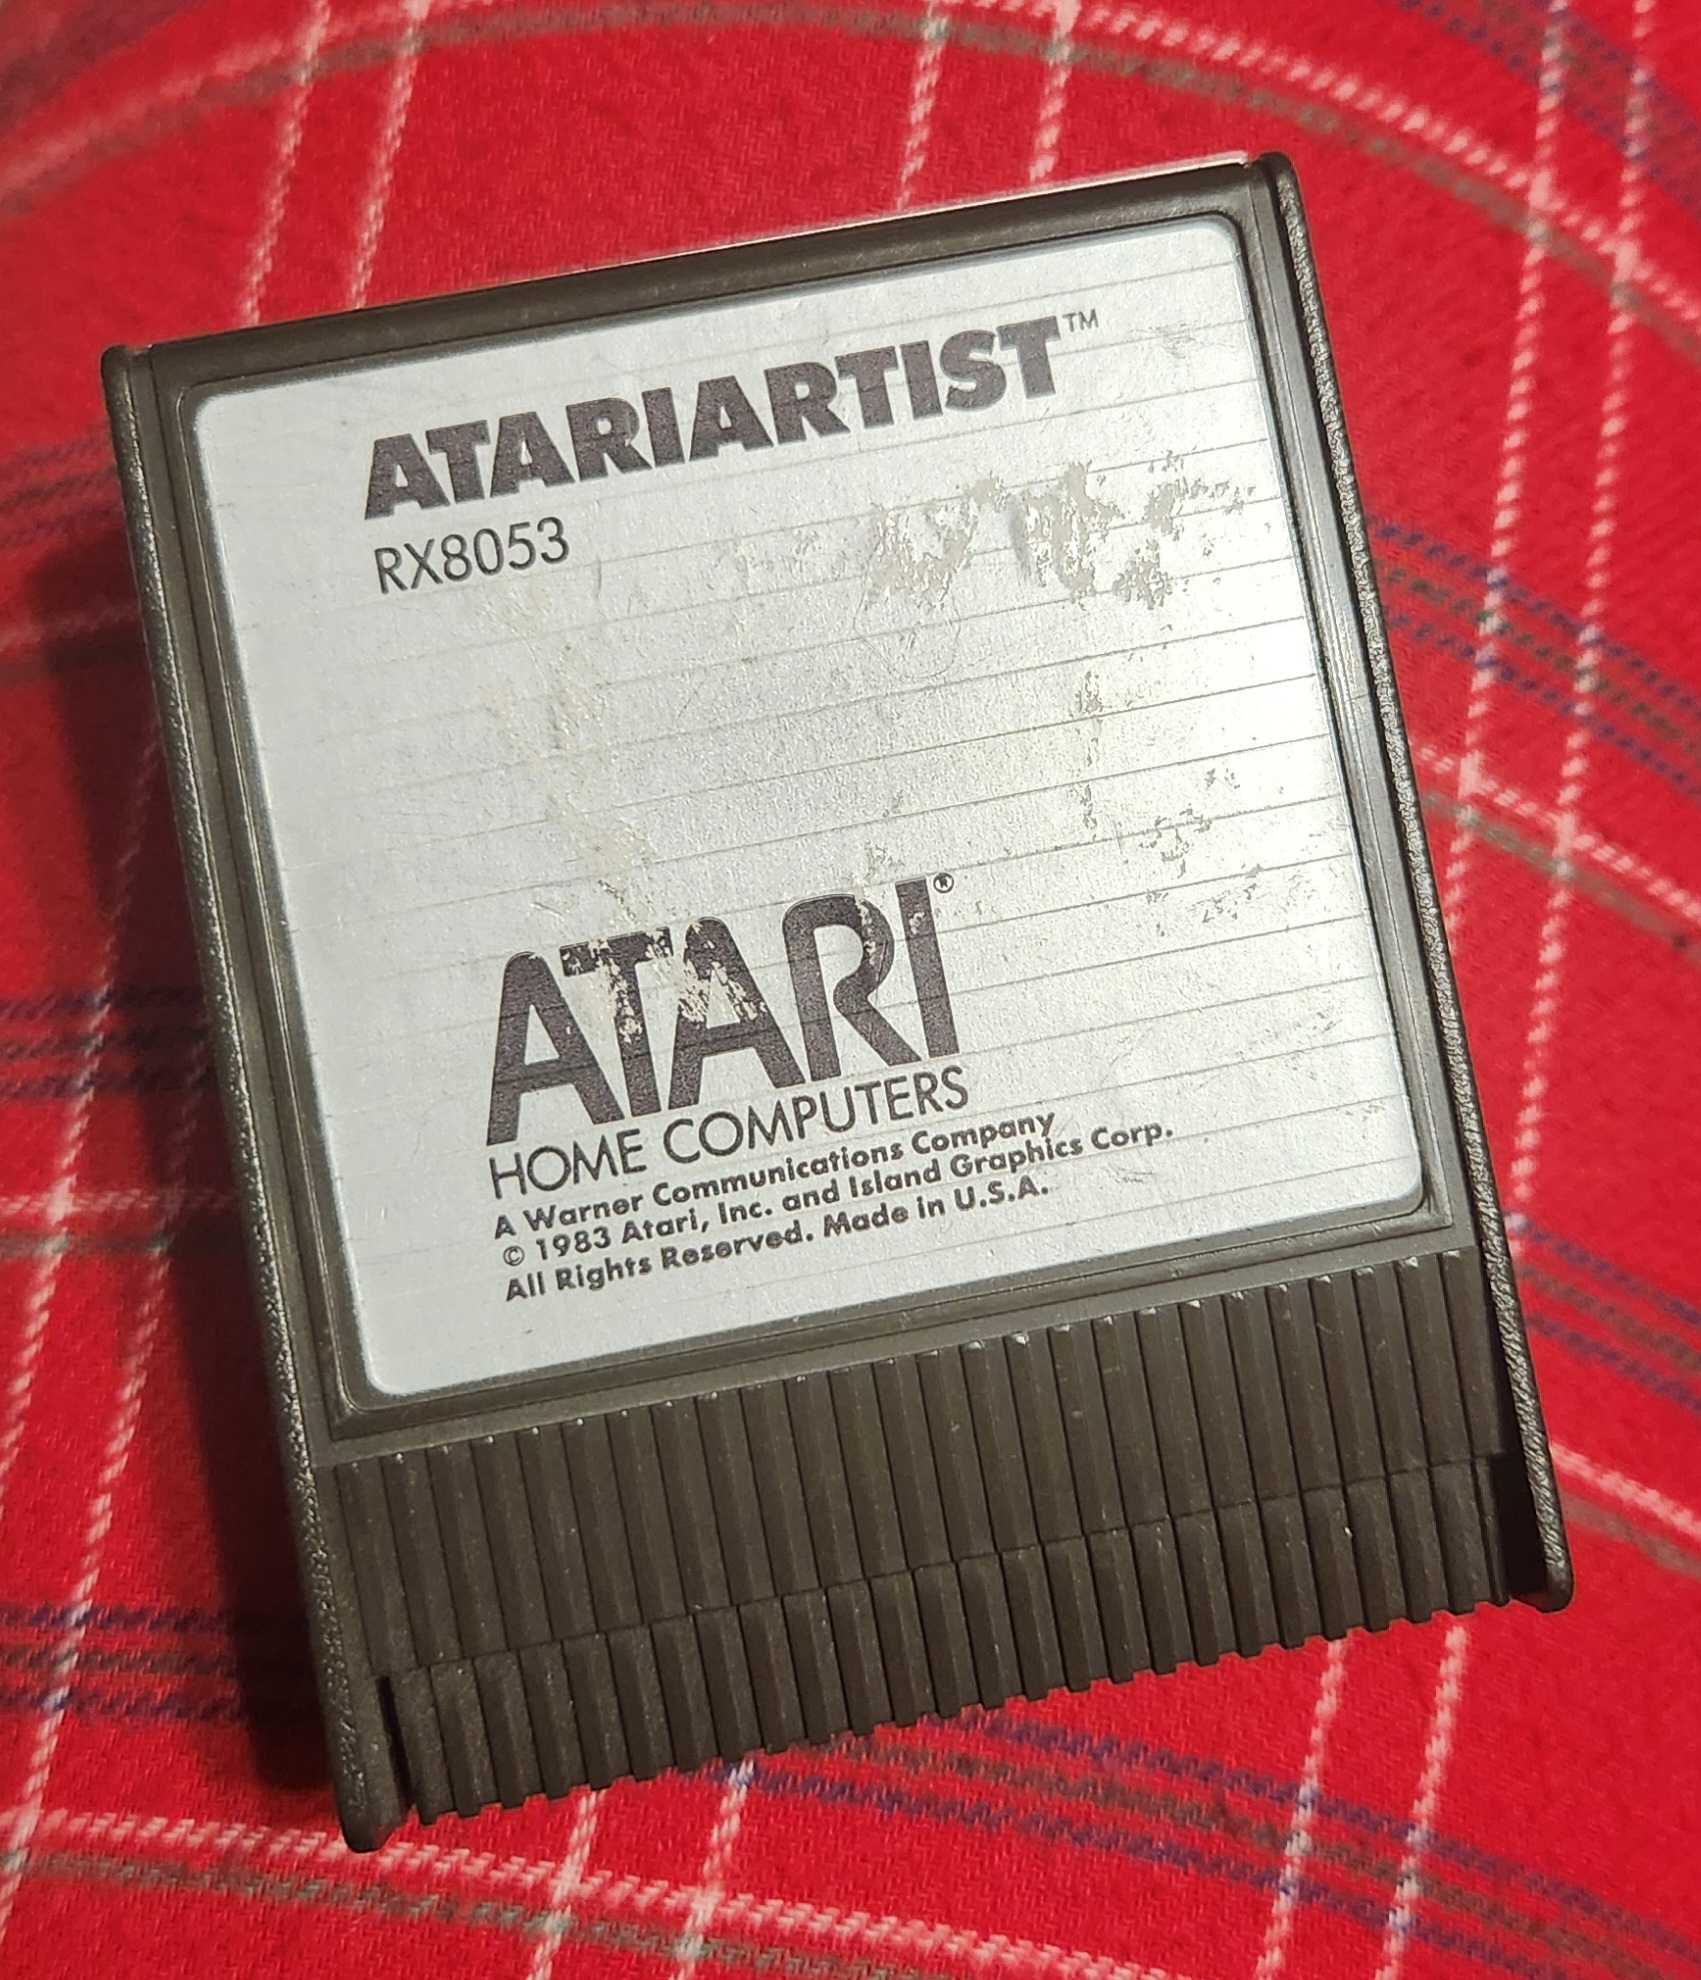 ATARIARTIST™
RX8053
ATARI®
HOME COMPUTERS
A Warner Communications Company
© 1983 Atari, Inc. and Island Graphics Corp.
All Rights Reserved. Made in U.S.A.